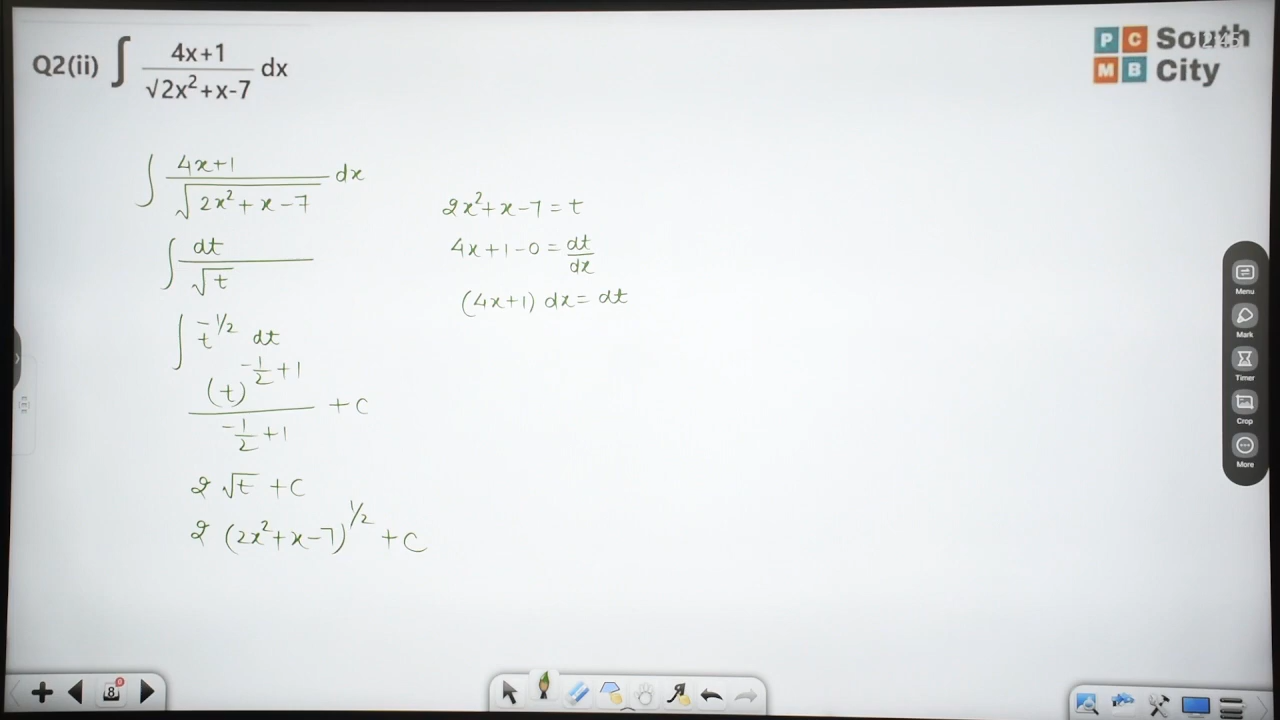 Q2(ii) ∫ 4x+1 / √2x²+x-7 dx
P C M B South City
∫ 4x+1 / √(2x²+x-7) dx
∫ dt / √t
∫ t^(-1/2) dt
(t)^(-1/2+1) / (-1/2+1) + C
2 √t + C
2 (2x²+x-7)^(1/2) + C
2x²+x-7 = t
4x+1-0 = dt/dx
(4x+1) dx = dt
Menu
Mark
Timer
Crop
More
8